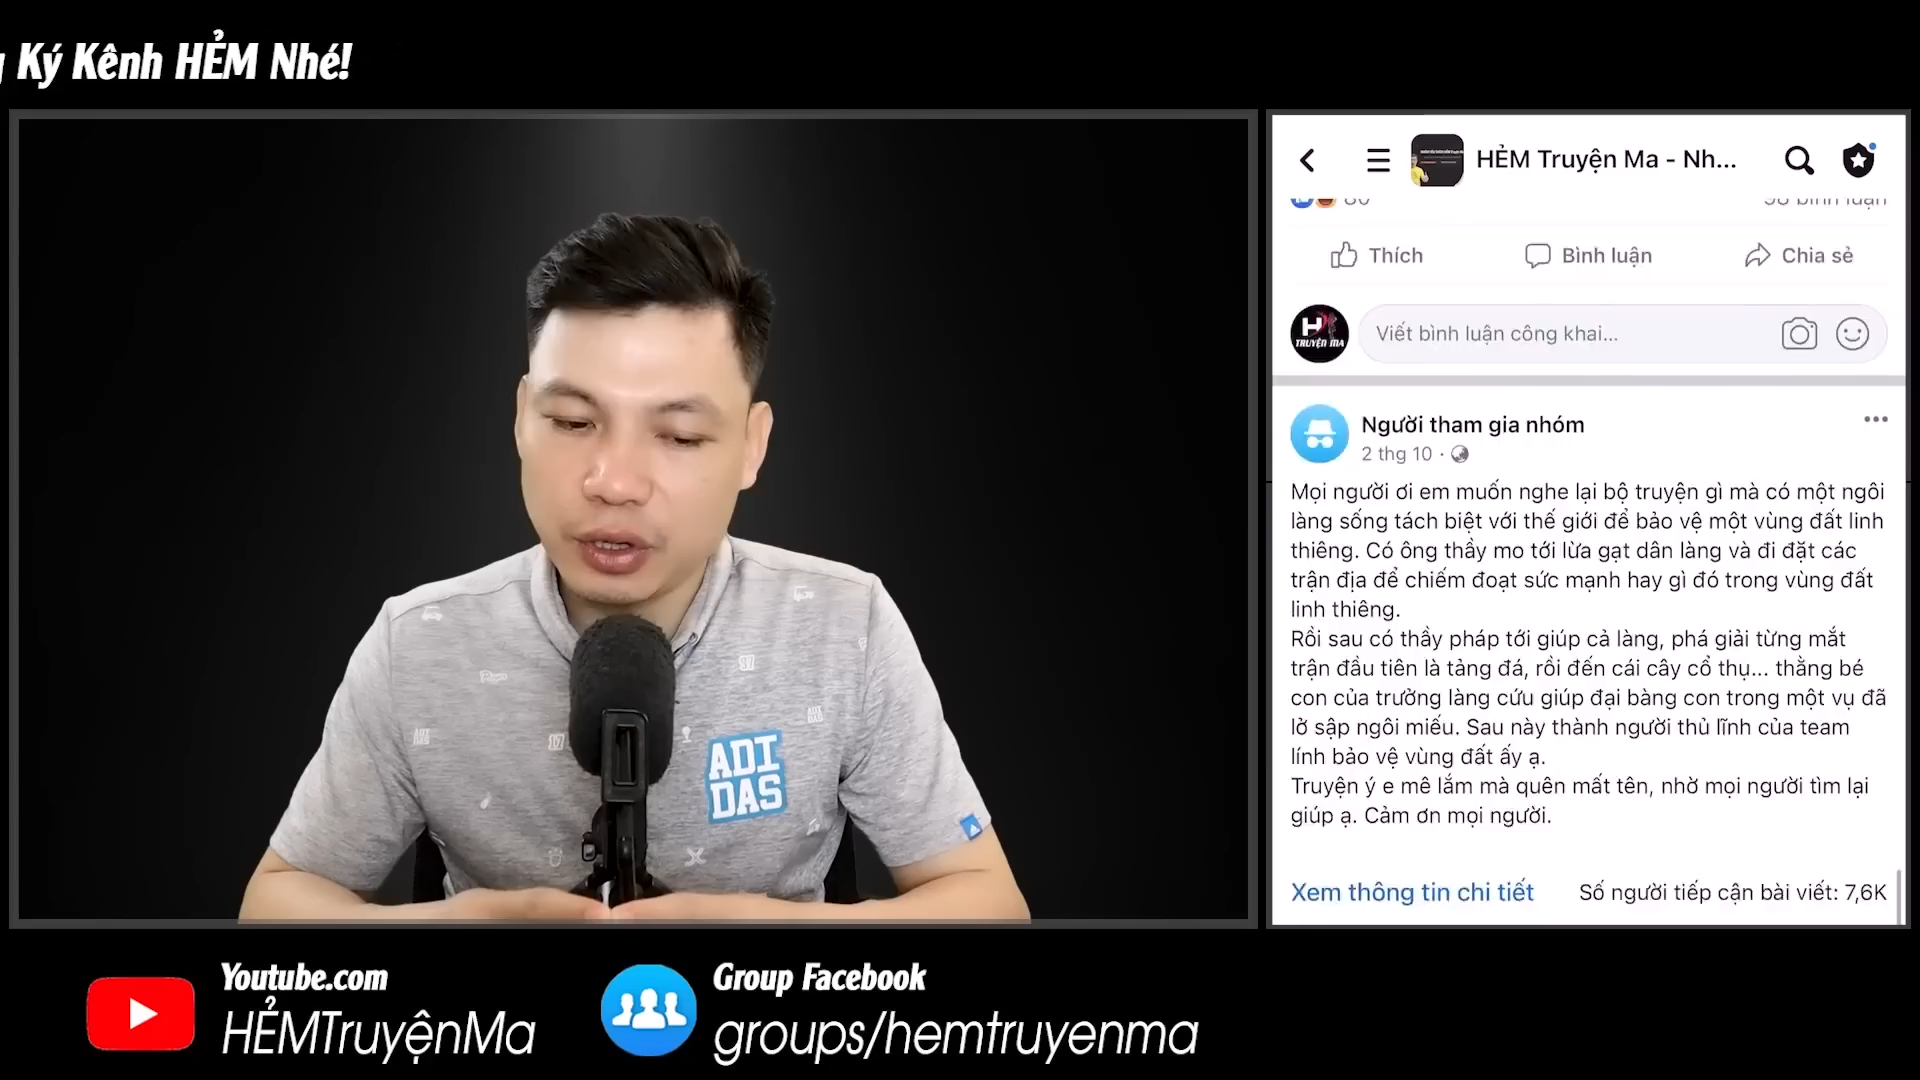 Ký Kênh HẺM Nhé!
HẺM Truyện Ma - Nh...
80
98 bình luận
Thích
Bình luận
Chia sẻ
H
TRUYỆN MA
Viết bình luận công khai...
Người tham gia nhóm
2 thg 10 ·
Mọi người ơi em muốn nghe lại bộ truyện gì mà có một ngôi
làng sống tách biệt với thế giới để bảo vệ một vùng đất linh
thiêng. Có ông thầy mo tới lừa gạt dân làng và đi đặt các
trận địa để chiếm đoạt sức mạnh hay gì đó trong vùng đất
linh thiêng.
Rồi sau có thầy pháp tới giúp cả làng, phá giải từng mắt
trận đầu tiên là tảng đá, rồi đến cái cây cổ thụ... thằng bé
con của trưởng làng cứu giúp đại bàng con trong một vụ đã
lở sập ngôi miếu. Sau này thành người thủ lĩnh của team
lính bảo vệ vùng đất ấy ạ.
Truyện ý e mê lắm mà quên mất tên, nhờ mọi người tìm lại
giúp ạ. Cảm ơn mọi người.
Xem thông tin chi tiết
Số người tiếp cận bài viết: 7,6K
ADI
DAS
Youtube.com
HẺMTruyệnMa
Group Facebook
groups/hemtruyenma